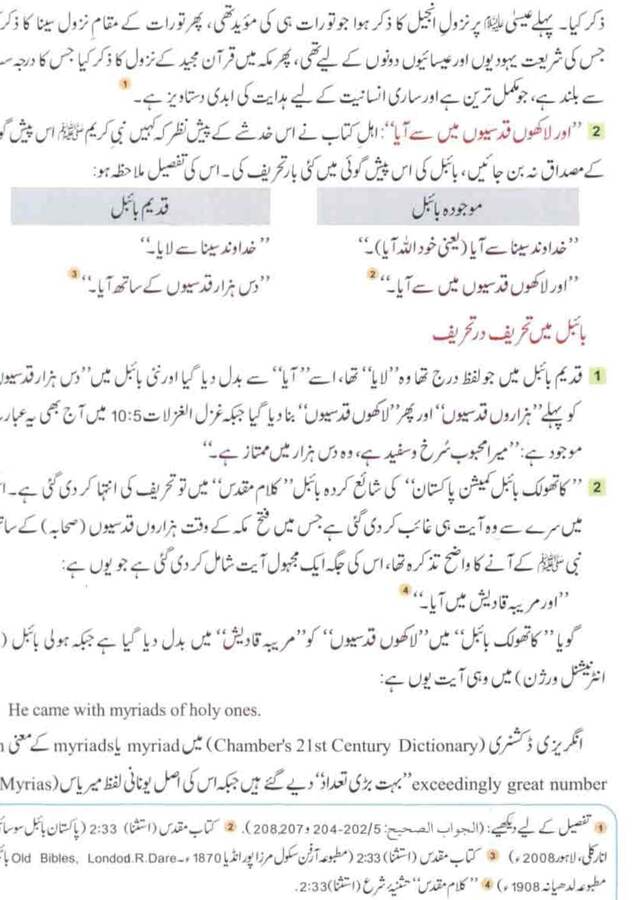 ذکر کیا۔ پہلے عیسیٰ علیہ السلام پر نزولِ انجیل کا ذکر ہوا جو تورات ہی کی مؤید تھی، پھر تورات کے مقامِ نزول سینا کا ذکر
جس کی شریعت یہودیوں اور عیسائیوں دونوں کے لیے تھی، پھر مکہ میں قرآن مجید کے نزول کا ذکر کیا جس کا درجہ
سے بلند ہے، جو مکمل ترین ہے اور ساری انسانیت کے لیے ہدایت کی ابدی دستاویز ہے۔ 1
2 ”اور لاکھوں قدسیوں میں سے آیا“: اہلِ کتاب نے اس خدشے کے پیش نظر کہ کہیں نبی کریم ﷺ اس پیش
کے مصداق نہ بن جائیں، بائبل کی اس پیش گوئی میں کئی بار تحریف کی۔ اس کی تفصیل ملاحظہ ہو:
موجودہ بائبل قدیم بائبل
”خداوند سینا سے آیا (یعنی خود اللہ آیا)۔“ ”خداوند سینا سے لایا۔“
”اور لاکھوں قدسیوں میں سے آیا۔“ 2 ”دس ہزار قدسیوں کے ساتھ آیا۔“ 3
بائبل میں تحریف در تحریف
1 قدیم بائبل میں جو لفظ درج تھا وہ ”لایا“ تھا، اسے ”آیا“ سے بدل دیا گیا اور نئی بائبل میں ”دس ہزار قدسیوں
کو پہلے ”ہزاروں قدسیوں“ اور پھر ”لاکھوں قدسیوں“ بنا دیا گیا جبکہ غزل الغزلات 10:5 میں آج بھی یہ
موجود ہے: ”میرا محبوب سُرخ و سفید ہے، وہ دس ہزار میں ممتاز ہے۔“
2 ”کاتھولک بائبل کمیشن پاکستان“ کی شائع کردہ بائبل ”کلام مقدس“ میں تو تحریف کی انتہا کر دی گئی ہے۔
میں سرے سے وہ آیت ہی غائب کر دی گئی ہے جس میں فتح مکہ کے وقت ہزاروں قدسیوں (صحابہ) کے
نبی ﷺ کے آنے کا واضح تذکرہ تھا، اس کی جگہ ایک مجہول آیت شامل کر دی گئی ہے جو یوں ہے:
”اور مریبہ قادیش میں آیا۔“ 4
گویا ”کاتھولک بائبل“ میں ”لاکھوں قدسیوں“ کو ”مریبہ قادیش“ میں بدل دیا گیا ہے جبکہ ہولی بائبل (
انٹرنیشنل ورژن) میں وہی آیت یوں ہے:
He came with myriads of holy ones.
انگریزی ڈکشنری (Chamber's 21st Century Dictionary) میں myriad یا myriads کے معنی
exceedingly great number ”بہت بڑی تعداد“ دیے گئے ہیں جبکہ اس کی اصل یونانی لفظ میریاس (Myrias)
1 تفصیل کے لیے دیکھیے: (الجواب الصحیح: 202/5-204 و 208,207). 2 کتاب مقدس (استثنا) 2:33 (پاکستان بائبل
انارکلی، لاہور 2008ء) 3 کتاب مقدس (استثنا) 2:33 (مطبوعہ آرفن سکول مرزا پور انڈیا 1870ء۔ Old Bibles, Londod.R.Dare
مطبوعہ لدھیانہ 1908ء) 4 ”کلام مقدس“ تثنیۂ شرع (استثنا) 2:33.